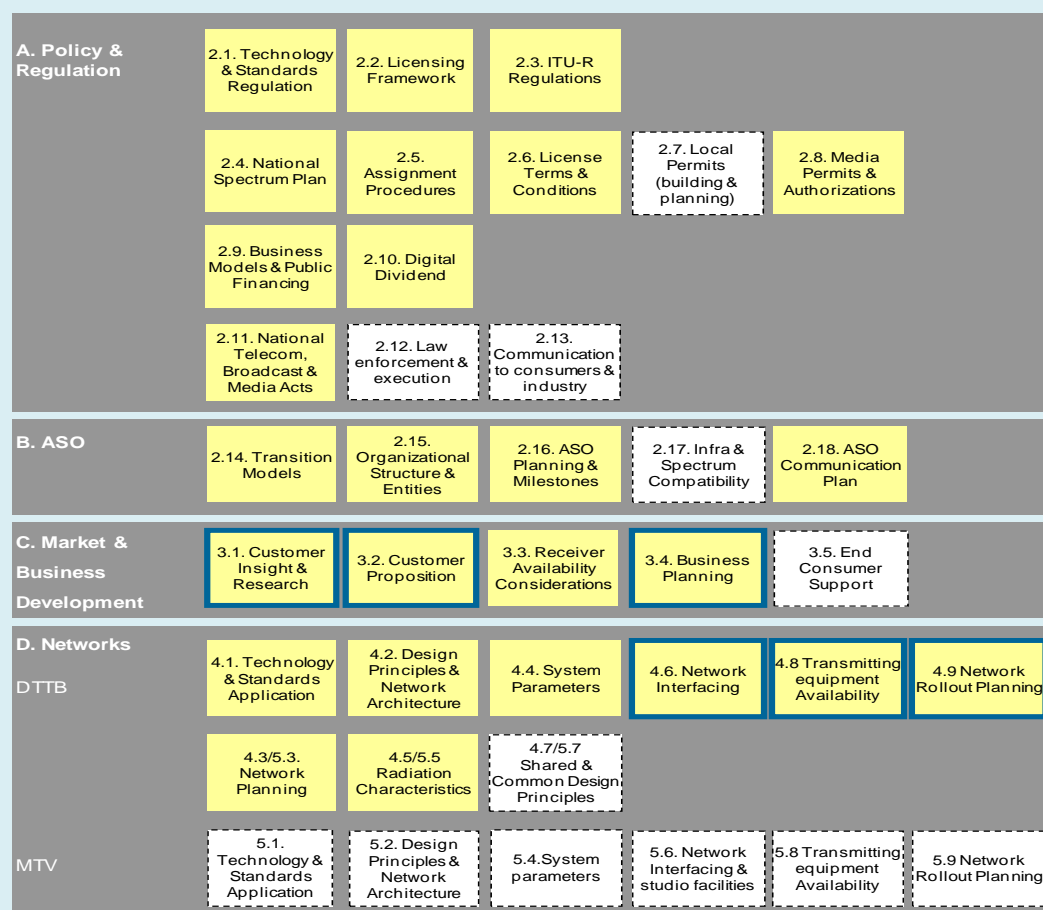 A. Policy &
Regulation
2.1. Technology
& Standards
Regulation
2.2. Licensing
Framework
2.3. ITU-R
Regulations
2.4. National
Spectrum Plan
2.5.
Assignment
Procedures
2.6. License
Terms &
Conditions
2.7. Local
Permits
(building &
planning)
2.8. Media
Permits &
Authorizations
2.9. Business
Models & Public
Financing
2.10. Digital
Dividend
2.11. National
Telecom,
Broadcast &
Media Acts
2.12. Law
enforcement &
execution
2.13.
Communication
to consumers &
industry
B. ASO
2.14. Transition
Models
2.15.
Organizational
Structure &
Entities
2.16. ASO
Planning &
Milestones
2.17. Infra &
Spectrum
Compatibility
2.18. ASO
Communication
Plan
C. Market &
Business
Development
3.1. Customer
Insight &
Research
3.2. Customer
Proposition
3.3. Receiver
Availability
Considerations
3.4. Business
Planning
3.5. End
Consumer
Support
D. Networks
DTTB
4.1. Technology
& Standards
Application
4.2. Design
Principles &
Network
Architecture
4.4. System
Parameters
4.6. Network
Interfacing
4.8 Transmitting
equipment
Availability
4.9 Network
Rollout Planning
4.3/5.3.
Network
Planning
4.5/5.5
Radiation
Characteristics
4.7/5.7
Shared &
Common Design
Principles
MTV
5.1.
Technology &
Standards
Application
5.2. Design
Principles &
Network
Architecture
5.4.System
parameters
5.6. Network
Interfacing &
studio facilities
5.8 Transmitting
equipment
Availability
5.9 Network
Rollout Planning